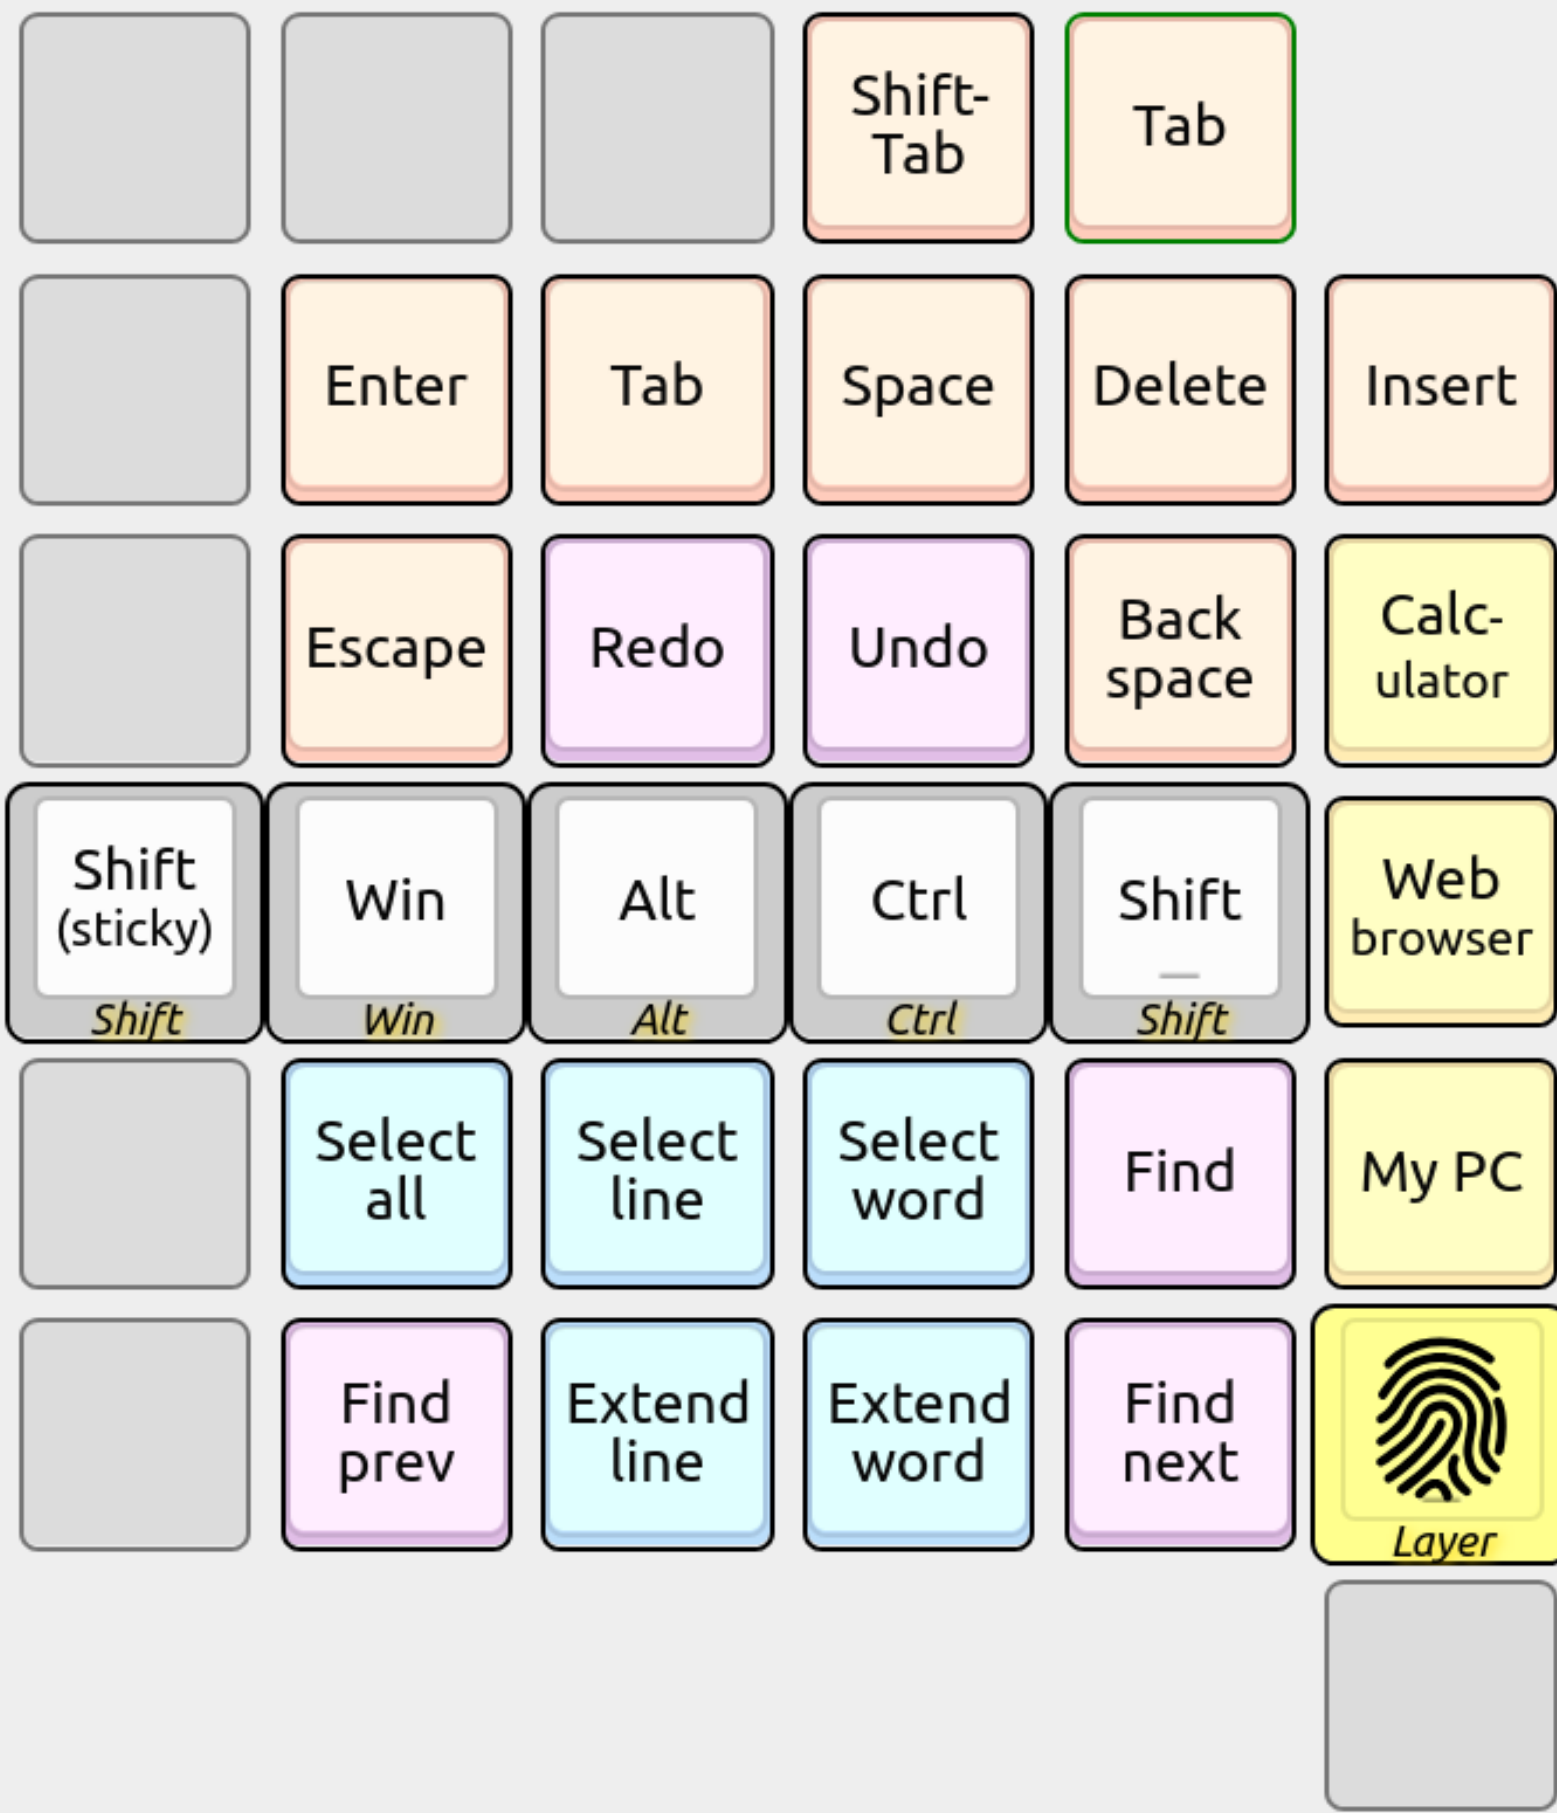 Shift-
Tab
Tab
Enter
Tab
Space
Delete
Insert
Escape
Redo
Undo
Back
space
Calc-
ulator
Shift
(sticky)
Shift
Win
Win
Alt
Alt
Ctrl
Ctrl
Shift
_
Shift
Web
browser
Select
all
Select
line
Select
word
Find
My PC
Find
prev
Extend
line
Extend
word
Find
next
Layer